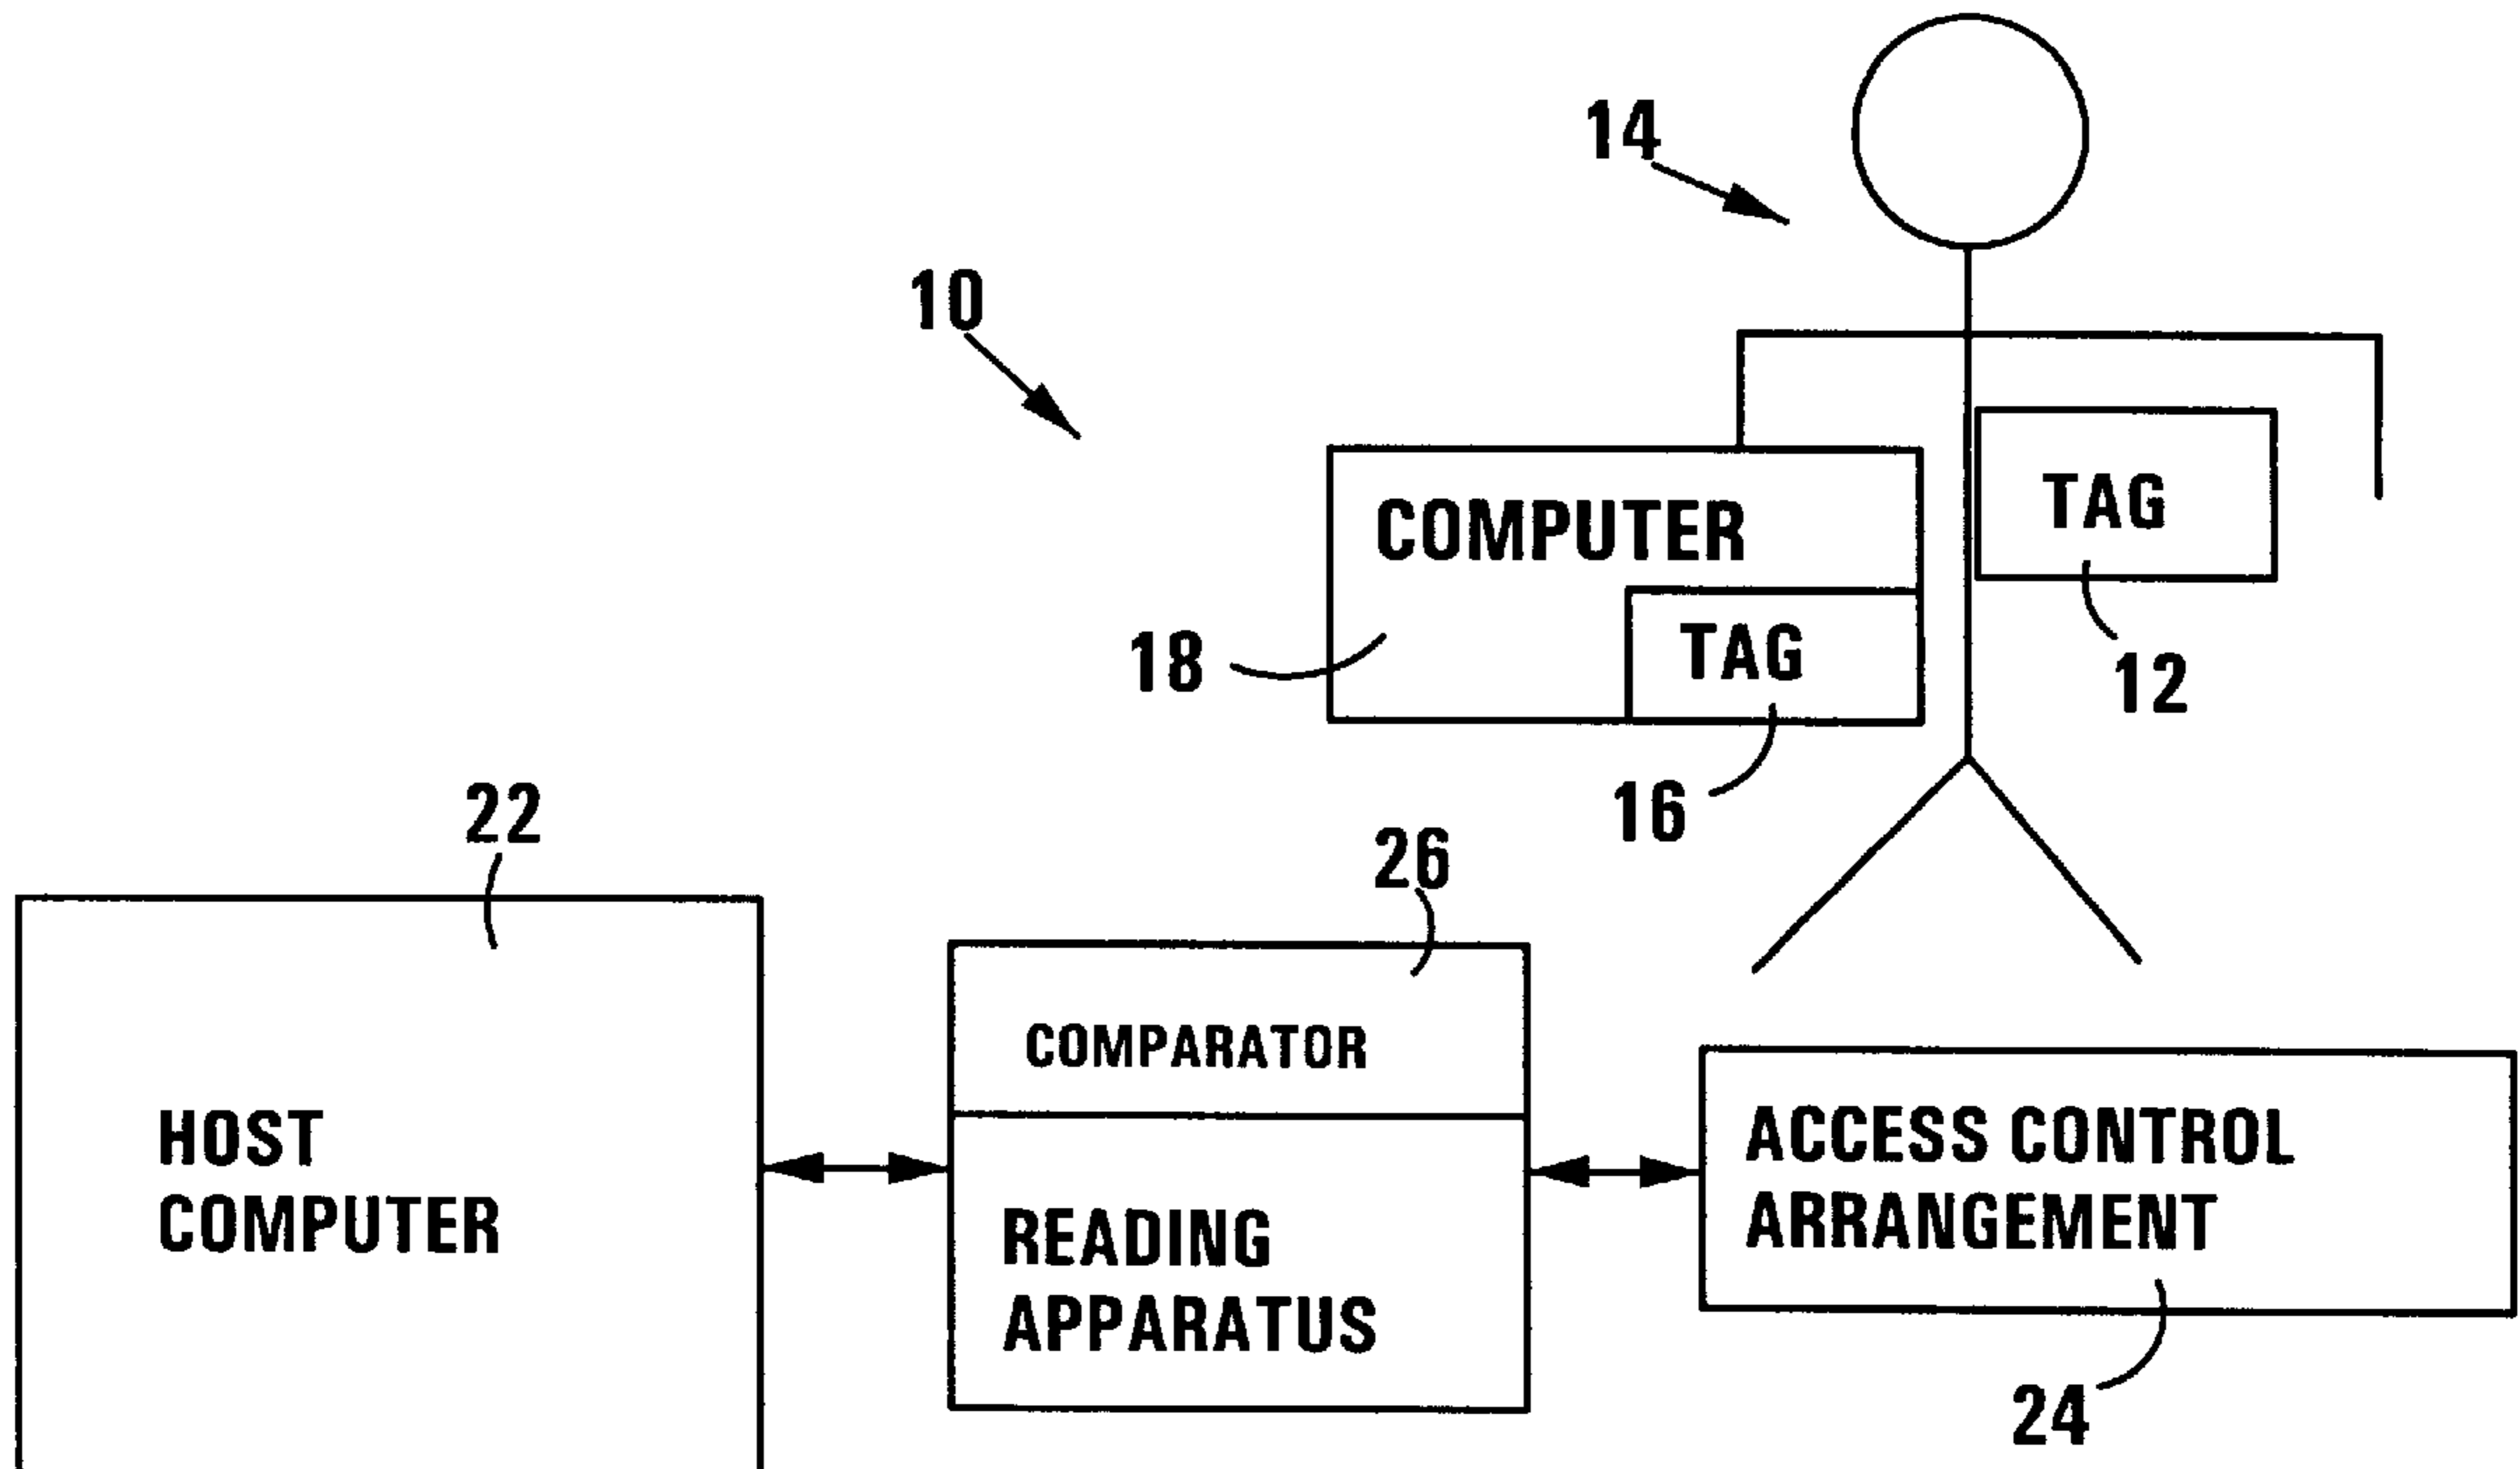 14
10
COMPUTER
TAG
TAG
18
12
16
22
26
COMPARATOR
HOST
COMPUTER
READING
APPARATUS
ACCESS CONTROL
ARRANGEMENT
24